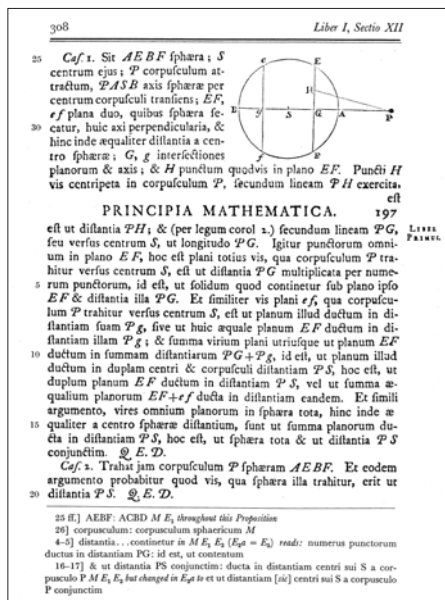 308
Liber I, Sectio XII
25 Caſ. 1. Sit AEBF ſphæra; S
centrum ejus; P corpuſculum at-
tractum, PASB axis ſphæræ per
centrum corpuſculi tranſiens; EF,
ef plana duo, quibus ſphæra ſe-
30 catur, huic axi perpendicularia, &
hinc inde æqualiter diſtantia a cen-
tro ſphæræ; G, g interſectiones
planorum & axis; & H punctum quodvis in plano EF. Puncti H
vis centripeta in corpuſculum P, ſecundum lineam PH exercita,
eſt
e
E
H
B
g
S
G
A
P
f
F
PRINCIPIA MATHEMATICA. 197
eſt ut diſtantia PH; & (per legum corol 2.) ſecundum lineam PG,
LIBER
PRIMUS.
ſeu verſus centrum S, ut longitudo PG. Igitur punctorum omni-
um in plano EF, hoc eſt plani totius vis, qua corpuſculum P tra-
hitur verſus centrum S, eſt ut diſtantia PG multiplicata per nume-
5 rum punctorum, id eſt, ut ſolidum quod continetur ſub plano ipſo
EF & diſtantia illa PG. Et ſimiliter vis plani ef, qua corpuſcu-
lum P trahitur verſus centrum S, eſt ut planum illud ductum in di-
ſtantiam ſuam Pg, ſive ut huic æquale planum EF ductum in di-
ſtantiam illam Pg; & ſumma virium plani utriuſque ut planum EF
10 ductum in ſummam diſtantiarum PG+Pg, id eſt, ut planum illud
ductum in duplam centri & corpuſculi diſtantiam PS, hoc eſt, ut
duplum planum EF ductum in diſtantiam PS, vel ut ſumma æ-
qualium planorum EF+ef ducta in diſtantiam eandem. Et ſimili
argumento, vires omnium planorum in ſphæra tota, hinc inde æ-
15 qualiter a centro ſphæræ diſtantium, ſunt ut ſumma planorum du-
cta in diſtantiam PS, hoc eſt, ut ſphæra tota & ut diſtantia PS
conjunctim. Q. E. D.
Caſ. 2. Trahat jam corpuſculum P ſphæram AEBF. Et eodem
argumento probabitur quod vis, qua ſphæra illa trahitur, erit ut
20 diſtantia PS. Q. E. D.
25 ff.] AEBF: ACBD M E₁ throughout this Proposition
26] corpusculum: corpusculum sphaericum M
4–5] distantia...continetur in M E₁ E₂ (E₂a = E₃) reads: numerus punctorum
ductus in distantiam PG: id est, ut contentum
16–17] & ut distantia PS conjunctim: ducta in distantiam centri sui S a cor-
pusculo P M E₁ E₂ but changed in E₂a to et ut distantiam [sic] centri sui S a corpusculo
P conjunctim